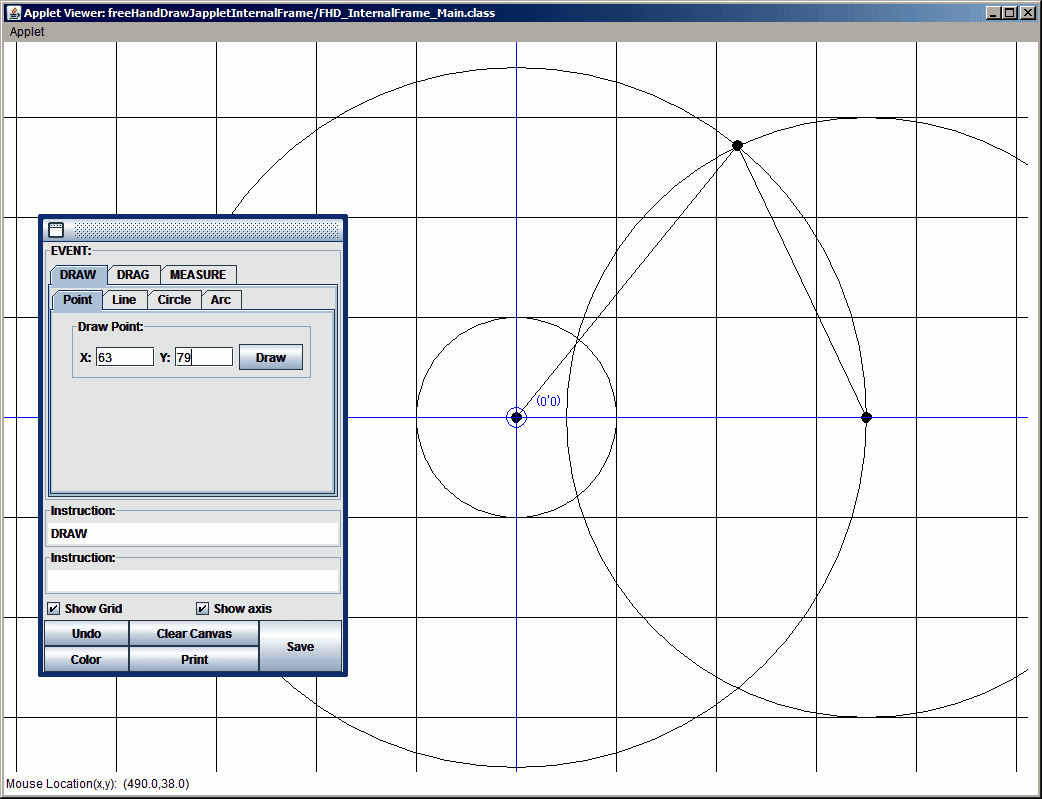 Applet Viewer: freeHandDrawJappletInternalFrame/FHD_InternalFrame_Main.class
Applet
EVENT:
DRAW DRAG MEASURE
Point Line Circle Arc
Draw Point:
X: 63 Y: 79 Draw
(0'0)
Instruction:
DRAW
Instruction:
Show Grid Show axis
Undo Clear Canvas Save
Color Print
Mouse Location(x,y): (490.0,38.0)